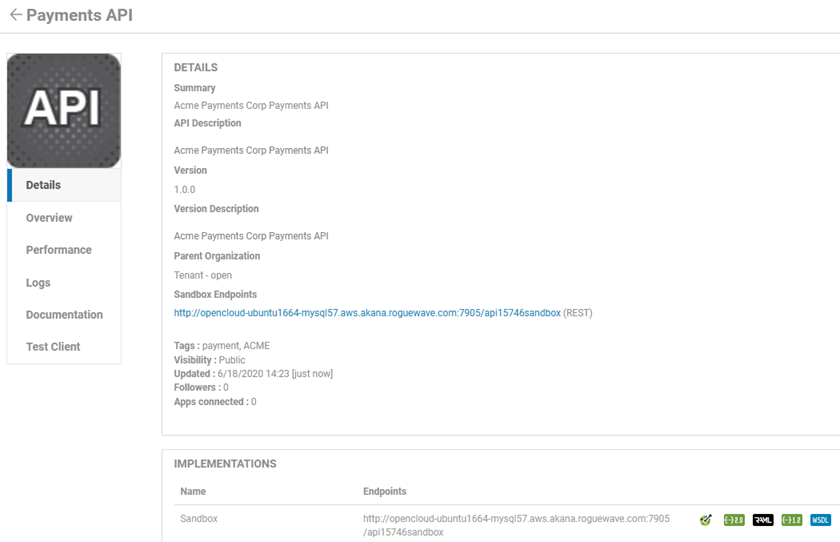 Payments API
API
Details
Overview
Performance
Logs
Documentation
Test Client
DETAILS
Summary
Acme Payments Corp Payments API
API Description
Acme Payments Corp Payments API
Version
1.0.0
Version Description
Acme Payments Corp Payments API
Parent Organization
Tenant - open
Sandbox Endpoints
http://opencloud-ubuntu1664-mysql57.aws.akana.roguewave.com:7905/api15746sandbox (REST)
Tags : payment, ACME
Visibility : Public
Updated : 6/18/2020 14:23 [just now]
Followers : 0
Apps connected : 0
IMPLEMENTATIONS
Name Endpoints
Sandbox http://opencloud-ubuntu1664-mysql57.aws.akana.roguewave.com:7905 {-}2.0 RAML {-}1.2 WSDL
/api15746sandbox